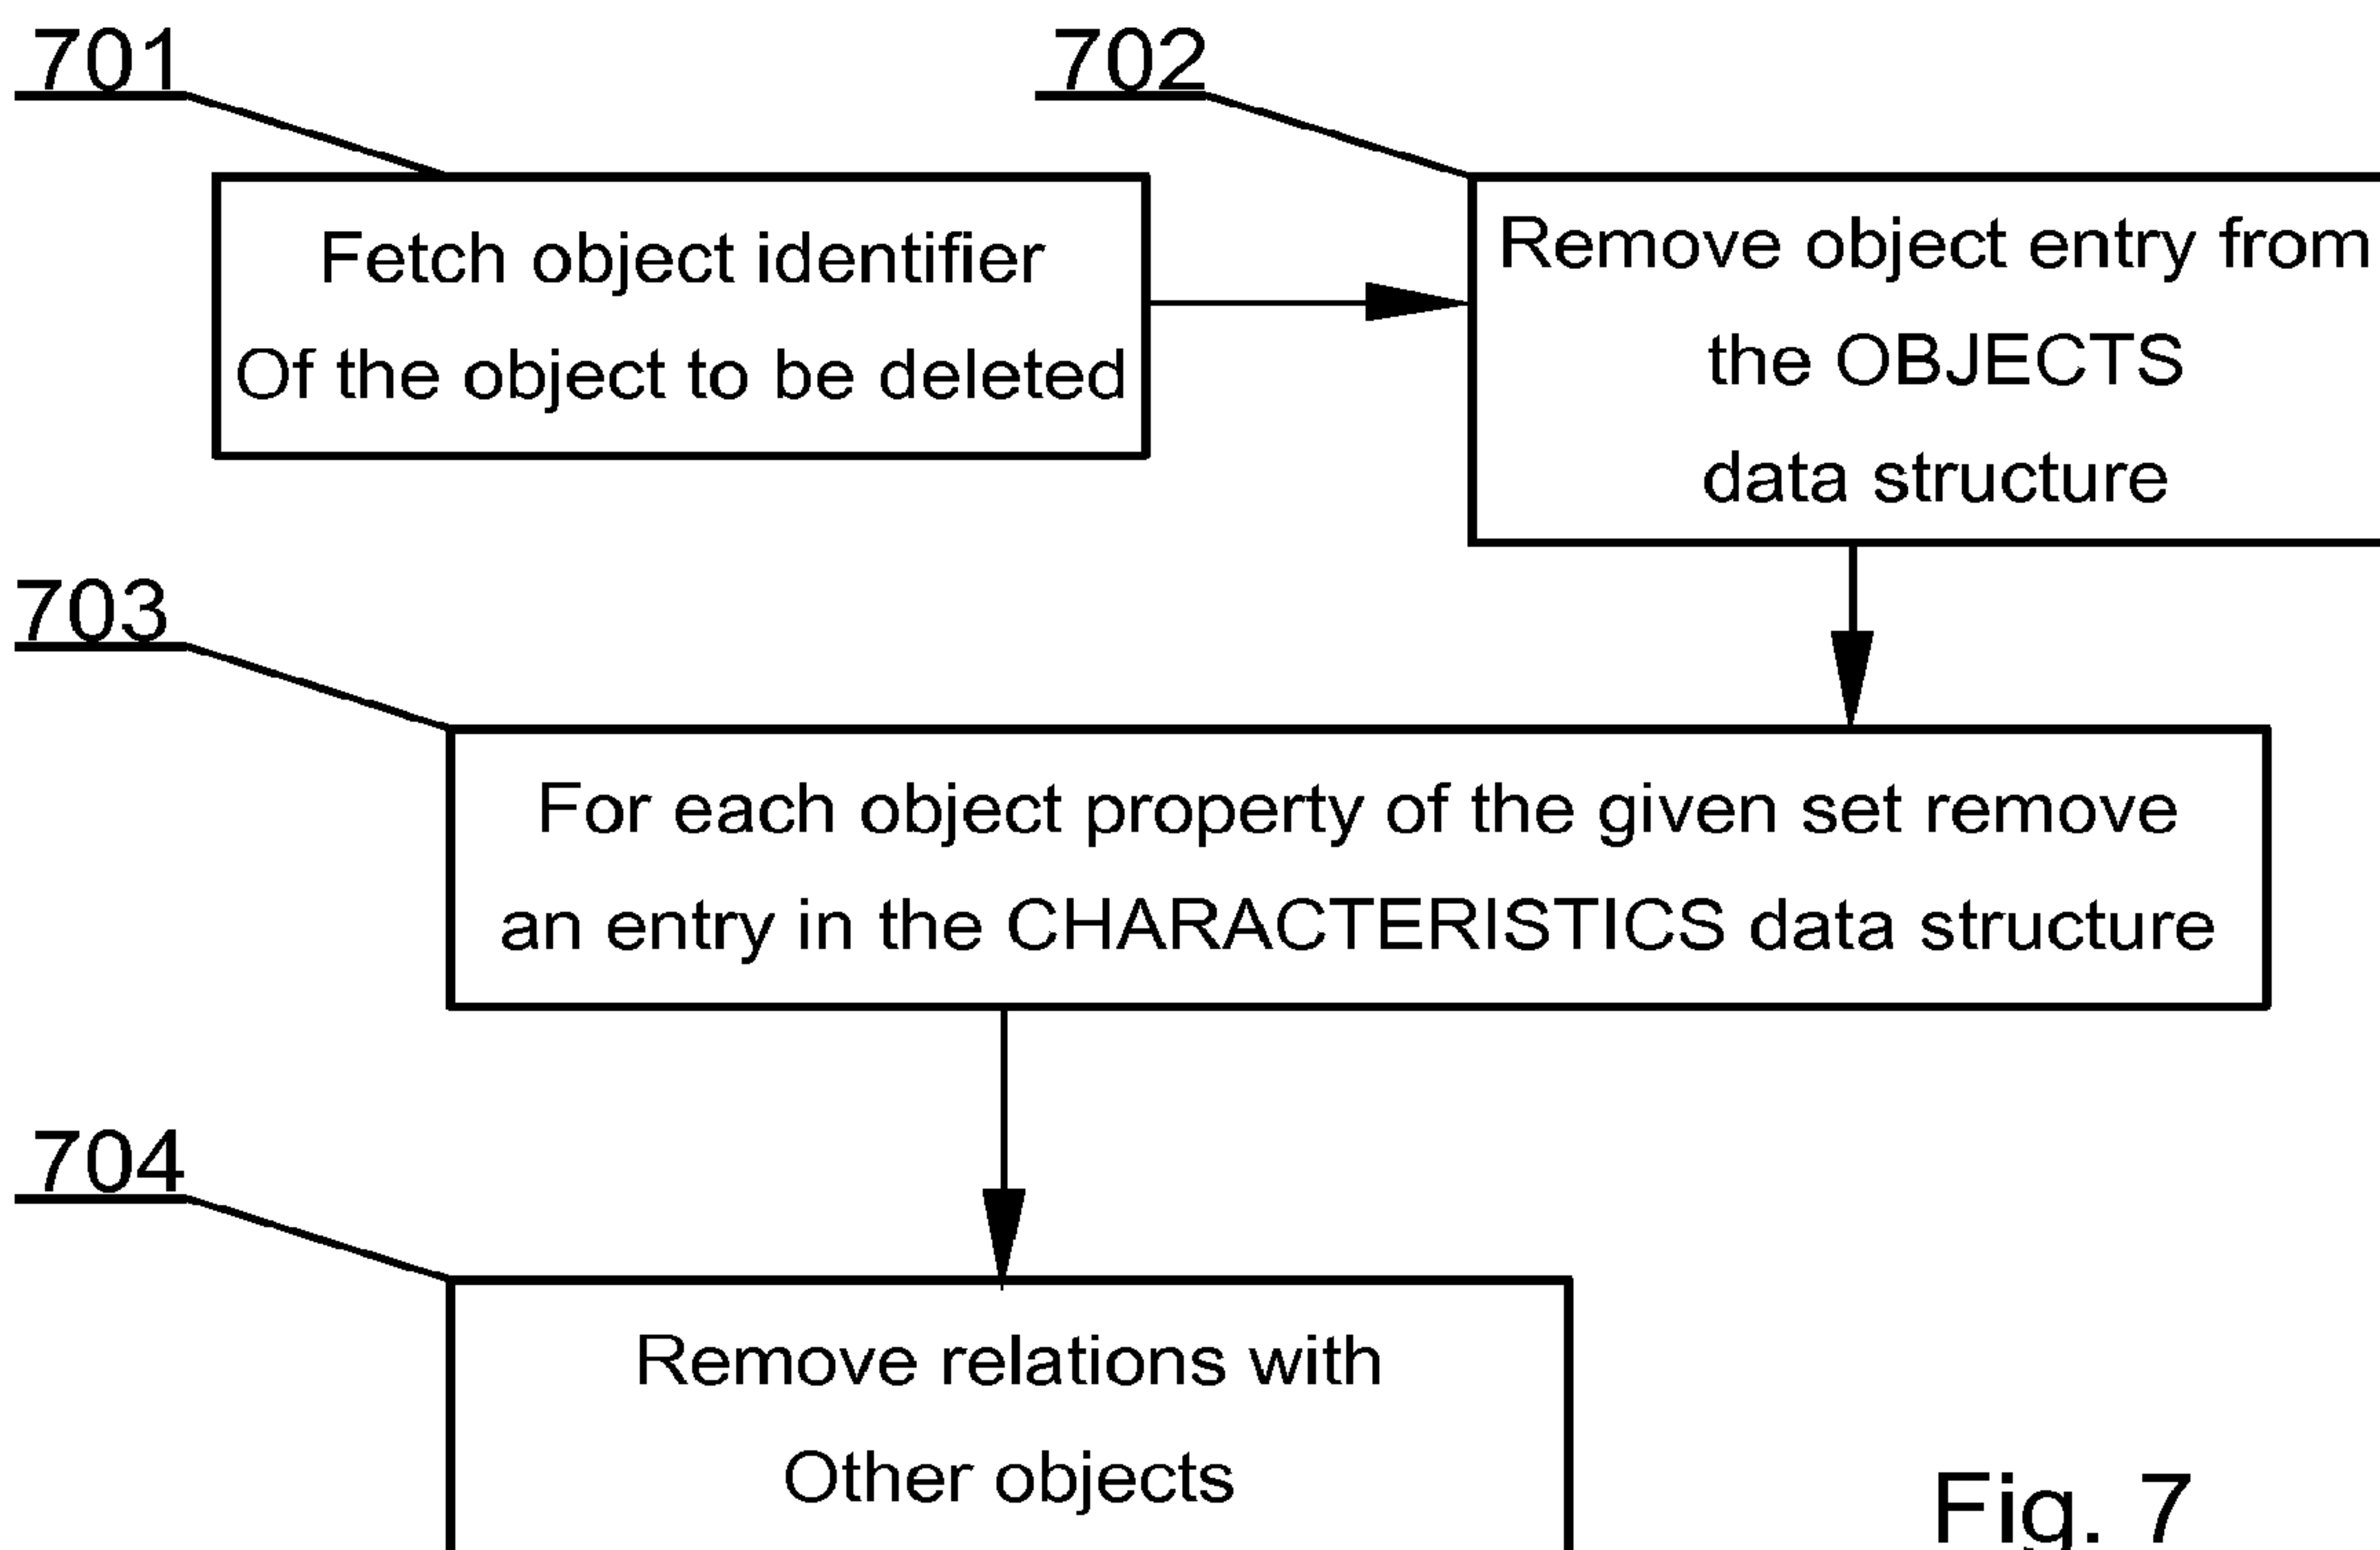 701
702
Fetch object identifier
Of the object to be deleted
Remove object entry from
the OBJECTS
data structure
703
For each object property of the given set remove
an entry in the CHARACTERISTICS data structure
704
Remove relations with
Other objects
Fig. 7